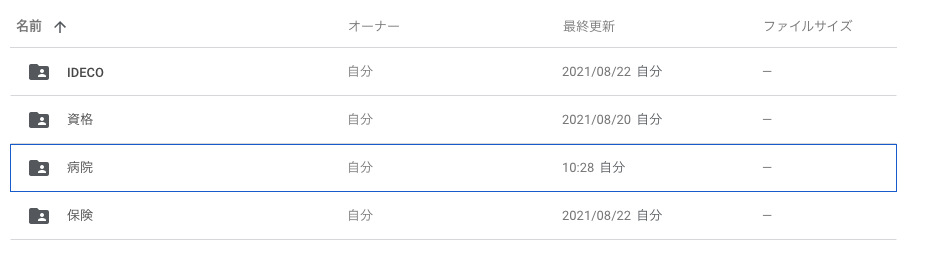 名前 ↑ オーナー 最終更新 ファイルサイズ
IDECO 自分 2021/08/22 自分 —
資格 自分 2021/08/20 自分 —
病院 自分 10:28 自分 —
保険 自分 2021/08/22 自分 —